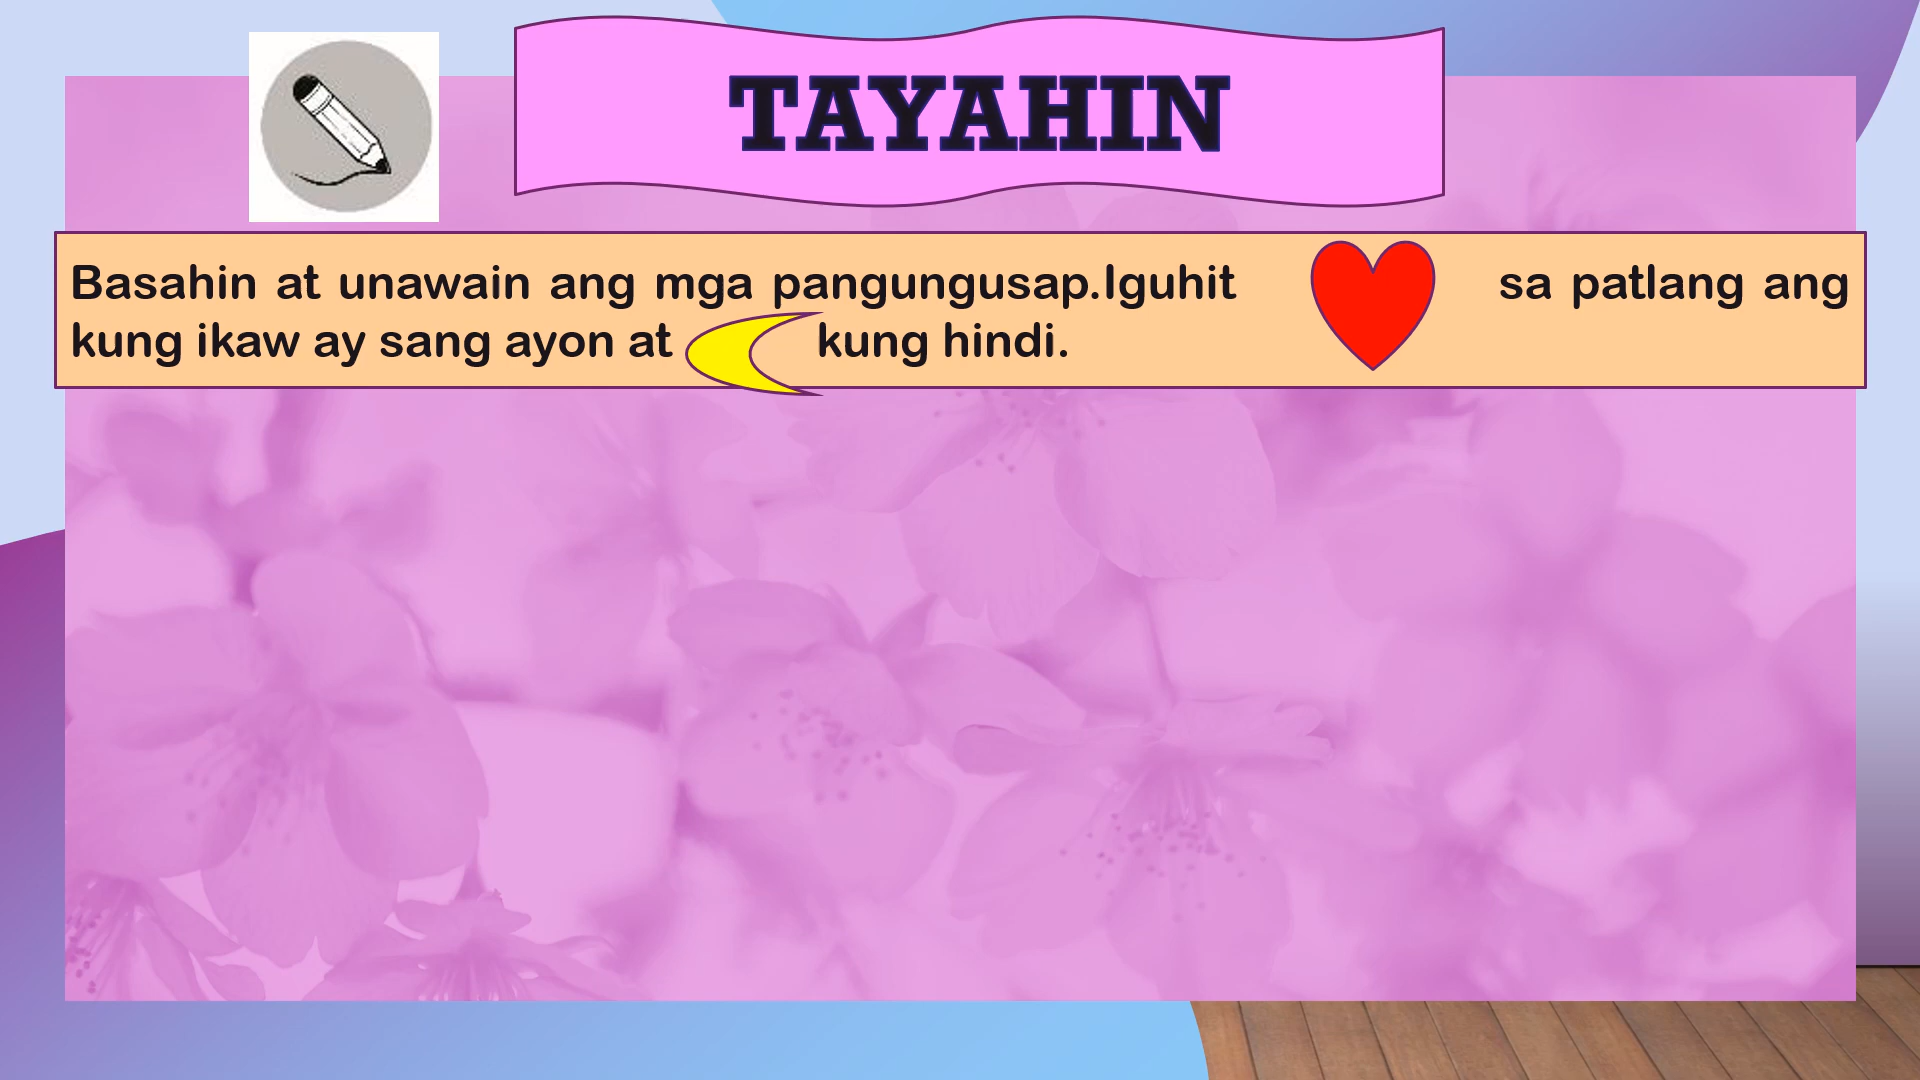 TAYAHIN
Basahin at unawain ang mga pangungusap.Iguhit sa patlang ang
kung ikaw ay sang ayon at kung hindi.